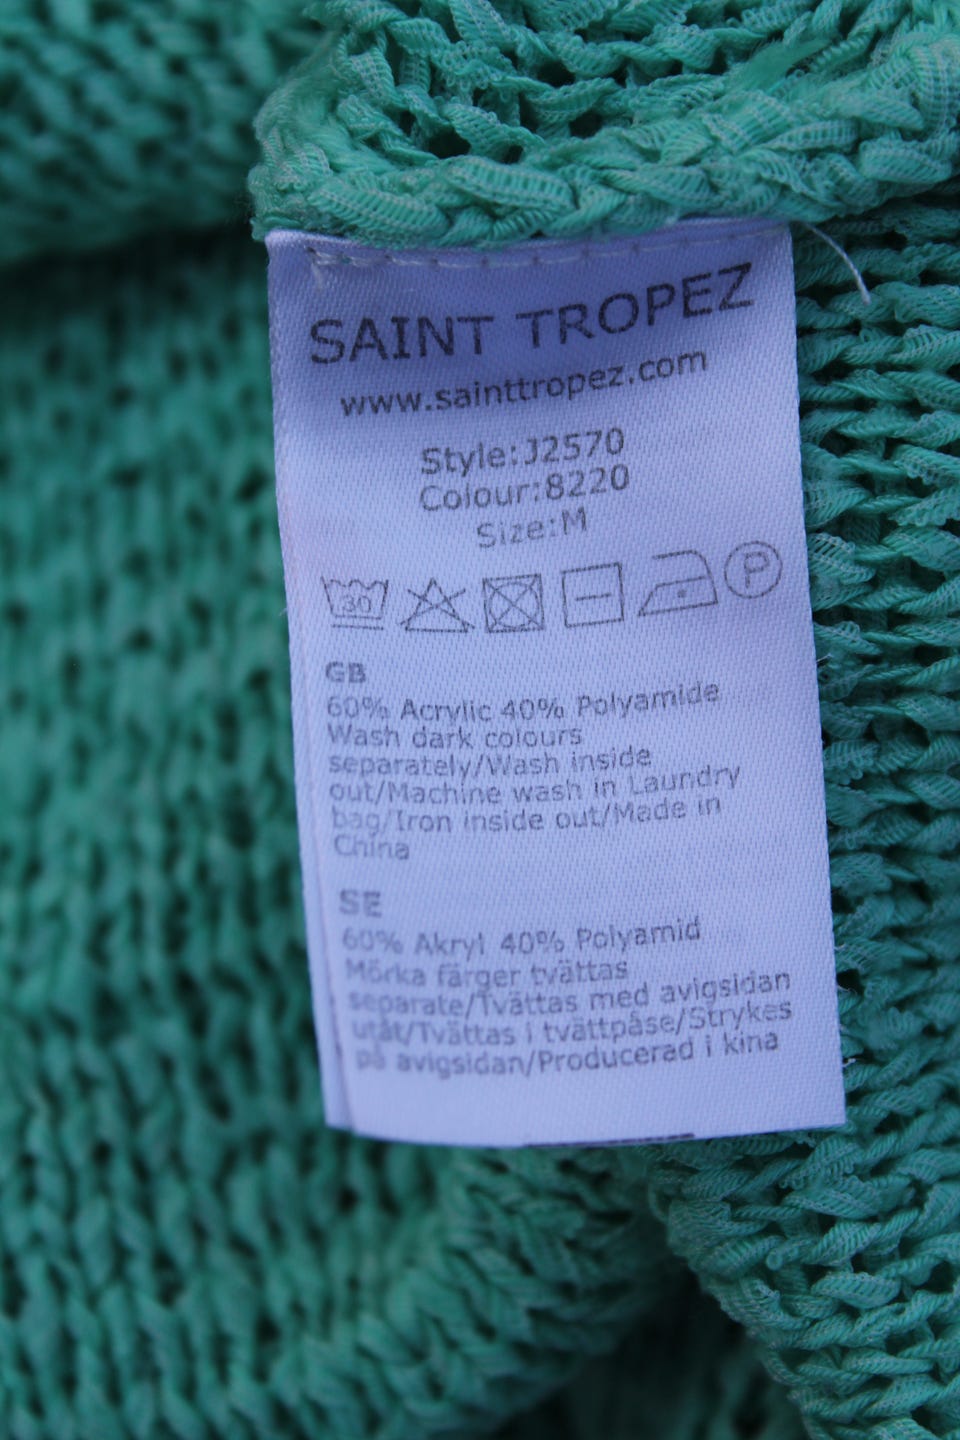 SAINT TROPEZ
www.sainttropez.com
Style:J2570
Colour:8220
Size:M
30
P
GB
60% Acrylic 40% Polyamide
Wash dark colours
separately/Wash inside
out/Machine wash in Laundry
bag/Iron inside out/Made in
China
SE
60% Akryl 40% Polyamid
Mörka färger tvättas
separate/Tvättas med avigsidan
utåt/Tvättas i tvättpåse/Strykes
på avigsidan/Producerad i kina